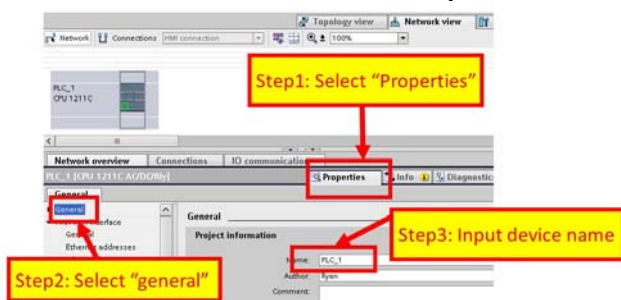 Topology view Network view
Network Connections HMI connection 100%
Step1: Select "Properties"
PLC_1
CPU 1211C
Network overview Connections IO communication
PLC_1 [CPU 1211C AC/DC/Rly] Properties Info Diagnostic
General
General
General
interface
Project information
General
Ethernet addresses
Step3: Input device name
Name: PLC_1
Step2: Select "general"
Author: Ryan
Comment: